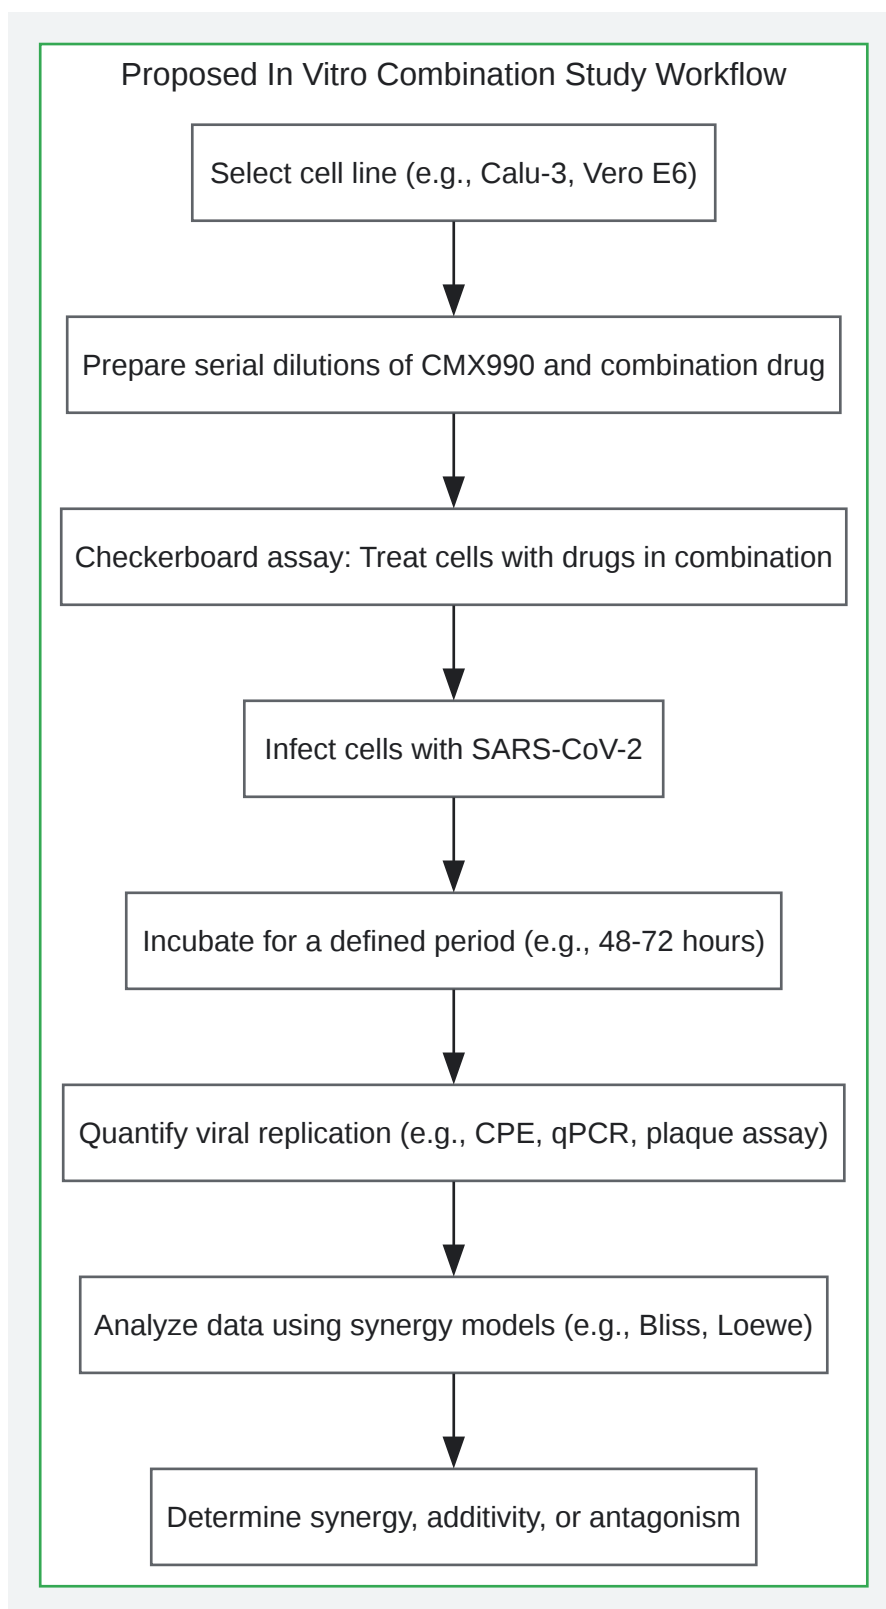 Proposed In Vitro Combination Study Workflow
Select cell line (e.g., Calu-3, Vero E6)
Prepare serial dilutions of CMX990 and combination drug
Checkerboard assay: Treat cells with drugs in combination
Infect cells with SARS-CoV-2
Incubate for a defined period (e.g., 48-72 hours)
Quantify viral replication (e.g., CPE, qPCR, plaque assay)
Analyze data using synergy models (e.g., Bliss, Loewe)
Determine synergy, additivity, or antagonism